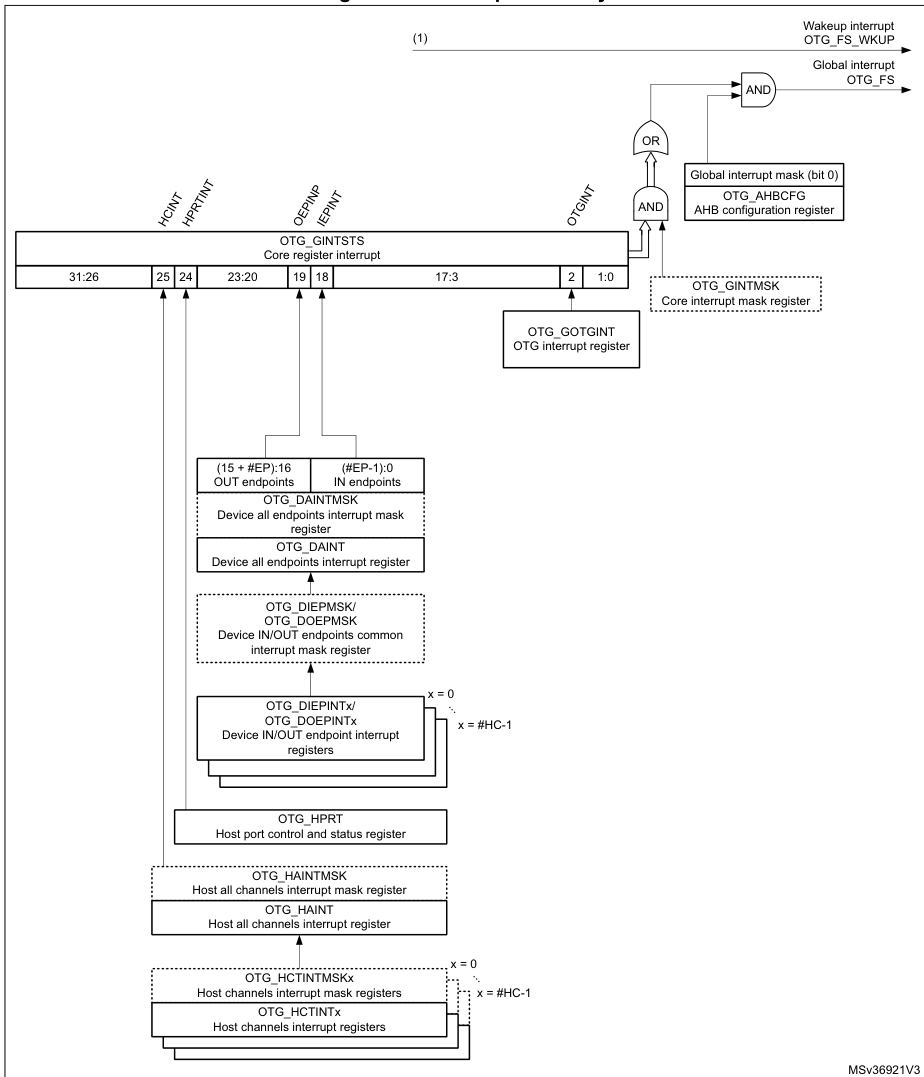 (1)
Wakeup interrupt
OTG_FS_WKUP
Global interrupt
OTG_FS
AND
OR
AND
Global interrupt mask (bit 0)
OTG_AHBCFG
AHB configuration register
HCINT
HPRTINT
OEPINP
IEPINT
OTGINT
OTG_GINTSTS
Core register interrupt
31:26
25
24
23:20
19
18
17:3
2
1:0
OTG_GINTMSK
Core interrupt mask register
OTG_GOTGINT
OTG interrupt register
(15 + #EP):16
OUT endpoints
(#EP-1):0
IN endpoints
OTG_DAINTMSK
Device all endpoints interrupt mask
register
OTG_DAINT
Device all endpoints interrupt register
OTG_DIEPMSK/
OTG_DOEPMSK
Device IN/OUT endpoints common
interrupt mask register
OTG_DIEPINTx/
OTG_DOEPINTx
Device IN/OUT endpoint interrupt
registers
x = 0
x = #HC-1
OTG_HPRT
Host port control and status register
OTG_HAINTMSK
Host all channels interrupt mask register
OTG_HAINT
Host all channels interrupt register
OTG_HCTINTMSKx
Host channels interrupt mask registers
OTG_HCTINTx
Host channels interrupt registers
x = 0
x = #HC-1
MSv36921V3